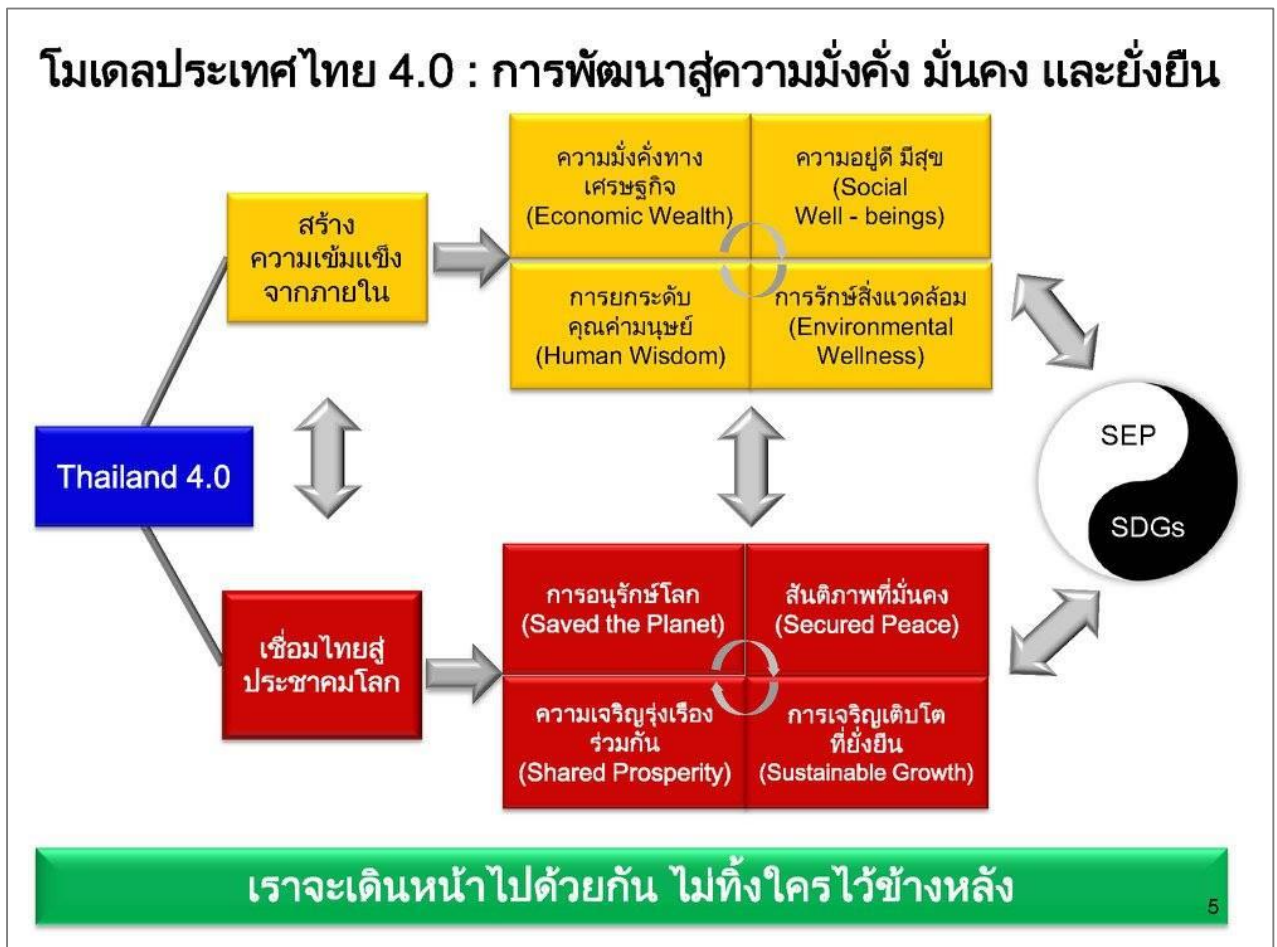 โมเดลประเทศไทย 4.0 : การพัฒนาสู่ความมั่งคั่ง มั่นคง และยั่งยืน
ความมั่งคั่งทาง
เศรษฐกิจ
(Economic Wealth)
ความอยู่ดี มีสุข
(Social
Well - beings)
สร้าง
ความเข้มแข็ง
จากภายใน
การยกระดับ
คุณค่ามนุษย์
(Human Wisdom)
การรักษ์สิ่งแวดล้อม
(Environmental
Wellness)
Thailand 4.0
SEP
SDGs
เชื่อมไทยสู่
ประชาคมโลก
การอนุรักษ์โลก
(Saved the Planet)
สันติภาพที่มั่นคง
(Secured Peace)
ความเจริญรุ่งเรือง
ร่วมกัน
(Shared Prosperity)
การเจริญเติบโต
ที่ยั่งยืน
(Sustainable Growth)
เราจะเดินหน้าไปด้วยกัน ไม่ทิ้งใครไว้ข้างหลัง
5